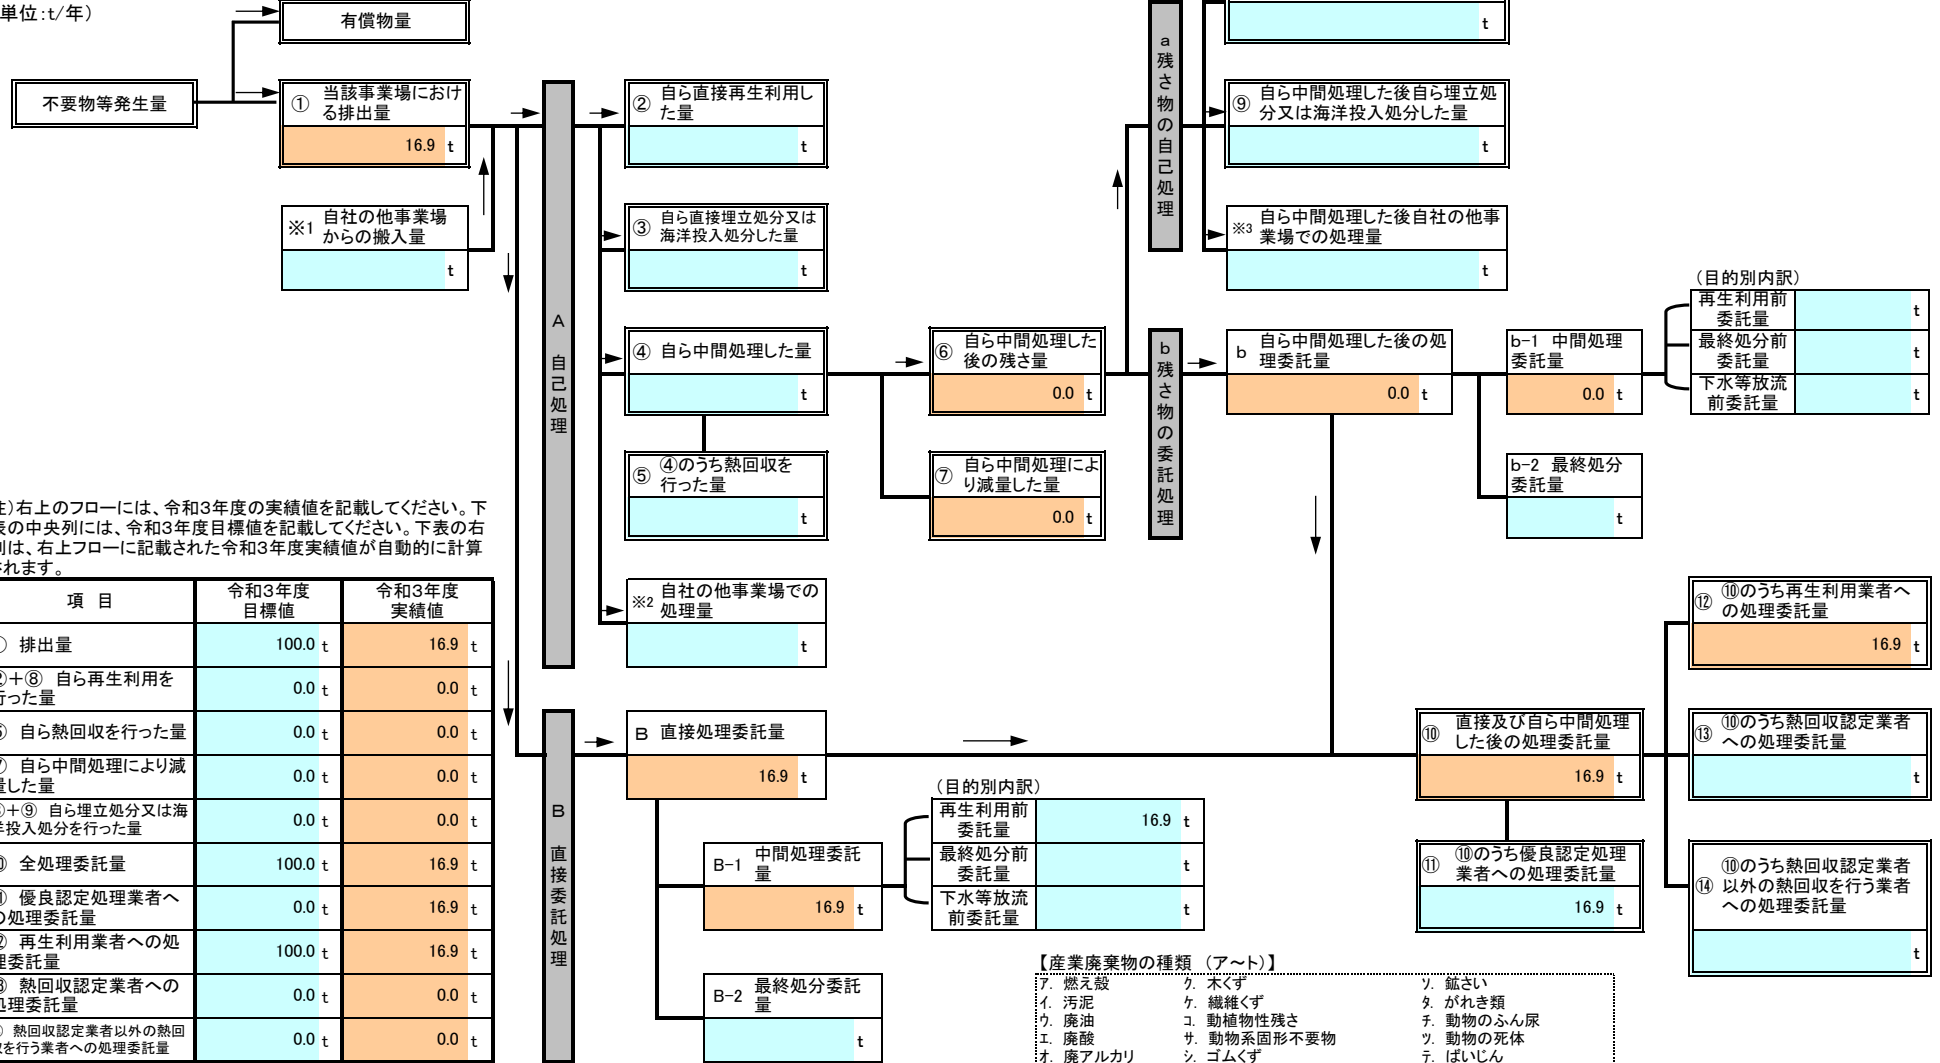 単位:t/年)
有償物量
不要物等発生量
① 当該事業場におけ
る排出量
16.9 t
※1 自社の他事業場
からの搬入量
t
A 自己処理
② 自ら直接再生利用し
た量
t
③ 自ら直接埋立処分又は
海洋投入処分した量
t
④ 自ら中間処理した量
t
⑤ ④のうち熱回収を
行った量
t
※2 自社の他事業場での
処理量
t
⑥ 自ら中間処理した
後の残さ量
0.0 t
⑦ 自ら中間処理によ
り減量した量
0.0 t
a残さ物の自己処理
t
⑨ 自ら中間処理した後自ら埋立処
分又は海洋投入処分した量
t
※3 自ら中間処理した後自社の他事
業場での処理量
t
b残さ物の委託処理
b 自ら中間処理した後の処
理委託量
0.0 t
b-1 中間処理
委託量
0.0 t
b-2 最終処分
委託量
t
(目的別内訳)
再生利用前
委託量
t
最終処分前
委託量
t
下水等放流
前委託量
t
)右上のフローには、令和3年度の実績値を記載してください。下
の中央列には、令和3年度目標値を記載してください。下表の右
は、右上フローに記載された令和3年度実績値が自動的に計算
れます。
項 目 令和3年度
目標値 令和3年度
実績値
排出量 100.0 t 16.9 t
+⑧ 自ら再生利用を
行った量 0.0 t 0.0 t
自ら熱回収を行った量 0.0 t 0.0 t
自ら中間処理により減
量した量 0.0 t 0.0 t
+⑨ 自ら埋立処分又は海
洋投入処分を行った量 0.0 t 0.0 t
全処理委託量 100.0 t 16.9 t
優良認定処理業者へ
の処理委託量 0.0 t 16.9 t
再生利用業者への処
理委託量 100.0 t 16.9 t
熱回収認定業者への
処理委託量 0.0 t 0.0 t
熱回収認定業者以外の熱回
収を行う業者への処理委託量 0.0 t 0.0 t
B 直接委託処理
B 直接処理委託量
16.9 t
B-1 中間処理委託
量
16.9 t
B-2 最終処分委託
量
t
(目的別内訳)
再生利用前
委託量
16.9 t
最終処分前
委託量
t
下水等放流
前委託量
t
⑩ 直接及び自ら中間処理
した後の処理委託量
16.9 t
⑪ ⑩のうち優良認定処理
業者への処理委託量
16.9 t
⑫ ⑩のうち再生利用業者へ
の処理委託量
16.9 t
⑬ ⑩のうち熱回収認定業者
への処理委託量
t
⑭ ⑩のうち熱回収認定業者
以外の熱回収を行う業者
への処理委託量
t
【産業廃棄物の種類 (ア～ト)】
ア. 燃え殻 ク. 木くず ソ. 鉱さい
イ. 汚泥 ケ. 繊維くず タ. がれき類
ウ. 廃油 コ. 動植物性残さ チ. 動物のふん尿
エ. 廃酸 サ. 動物系固形不要物 ツ. 動物の死体
オ. 廃アルカリ シ. ゴムくず テ. ばいじん